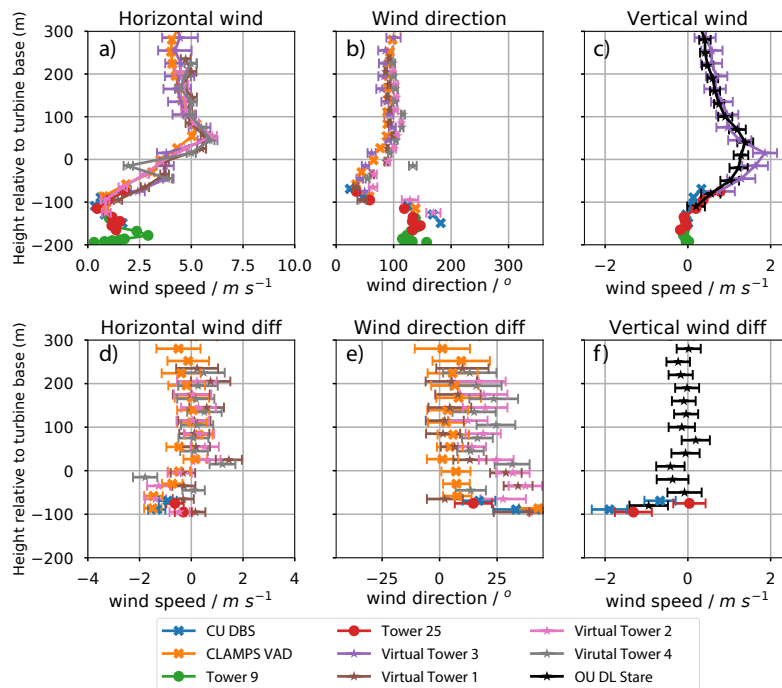 Horizontal wind
Wind direction
Vertical wind
Height relative to turbine base (m)
300
200
100
0
−100
−200
a)
b)
c)
0.0 2.5 5.0 7.5 10.0
0 100 200 300
−2 0 2
wind speed / m s⁻¹
wind direction / o
wind speed / m s⁻¹
Horizontal wind diff
Wind direction diff
Vertical wind diff
Height relative to turbine base (m)
300
200
100
0
−100
−200
d)
e)
f)
−4 −2 0 2 4
−25 0 25
−2 0 2
wind speed / m s⁻¹
wind direction / o
wind speed / m s⁻¹
CU DBS
CLAMPS VAD
Tower 9
Tower 25
Virtual Tower 3
Virtual Tower 1
Virtual Tower 2
Virutal Tower 4
OU DL Stare